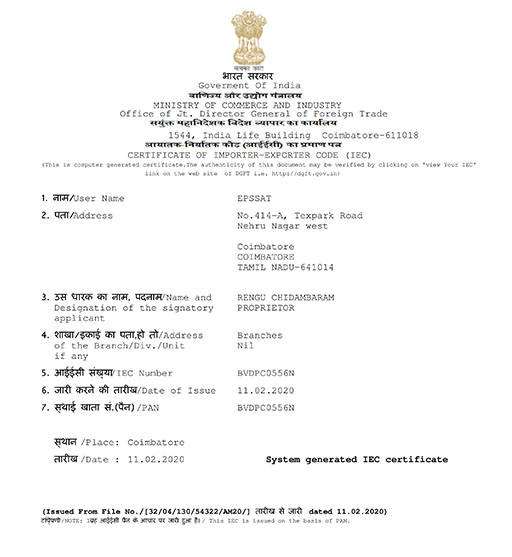 भारत सरकार
Goverment Of India
वाणिज्य और उद्योग मंत्रालय
MINISTRY OF COMMERCE AND INDUSTRY
Office of Jt. Director General of Foreign Trade
सयुंक्त महानिदेशक विदेश व्यापार का कार्यालय
1544, India Life Building Coimbatore-611018
आयातक-निर्यातक कोड (आईईसी) का प्रमाण पत्र
CERTIFICATE OF IMPORTER-EXPORTER CODE (IEC)
(This is computer generated certificate.The authenticity of this document may be verified by clicking on 'view Your IEC'
link on the web site of DGFT i.e. http://dgft.gov.in)
1. नाम/User Name EPSSAT
2. पता/Address No.414-A, Texpark Road
Nehru Nagar west
Coimbatore
COIMBATORE
TAMIL NADU-641014
3. उस धारक का नाम, पदनाम/Name and RENGU CHIDAMBARAM
Designation of the signatory PROPRIETOR
applicant
4. शाखा/इकाई का पता,हो तो/Address Branches
of the Branch/Div./Unit Nil
if any
5. आईईसी संख्या/IEC Number BVDPC0556N
6. जारी करने की तारीख/Date of Issue 11.02.2020
7. स्थाई खाता सं.(पैन) /PAN BVDPC0556N
स्थान /Place: Coimbatore
तारीख /Date : 11.02.2020 System generated IEC certificate
(Issued From File No./[32/04/130/54322/AM20/] तारीख से जारी dated 11.02.2020)
/NOTE: आईईसी पैन के आधार पर जारी हुआ है।/ This IEC is issued on the basis of PAN.